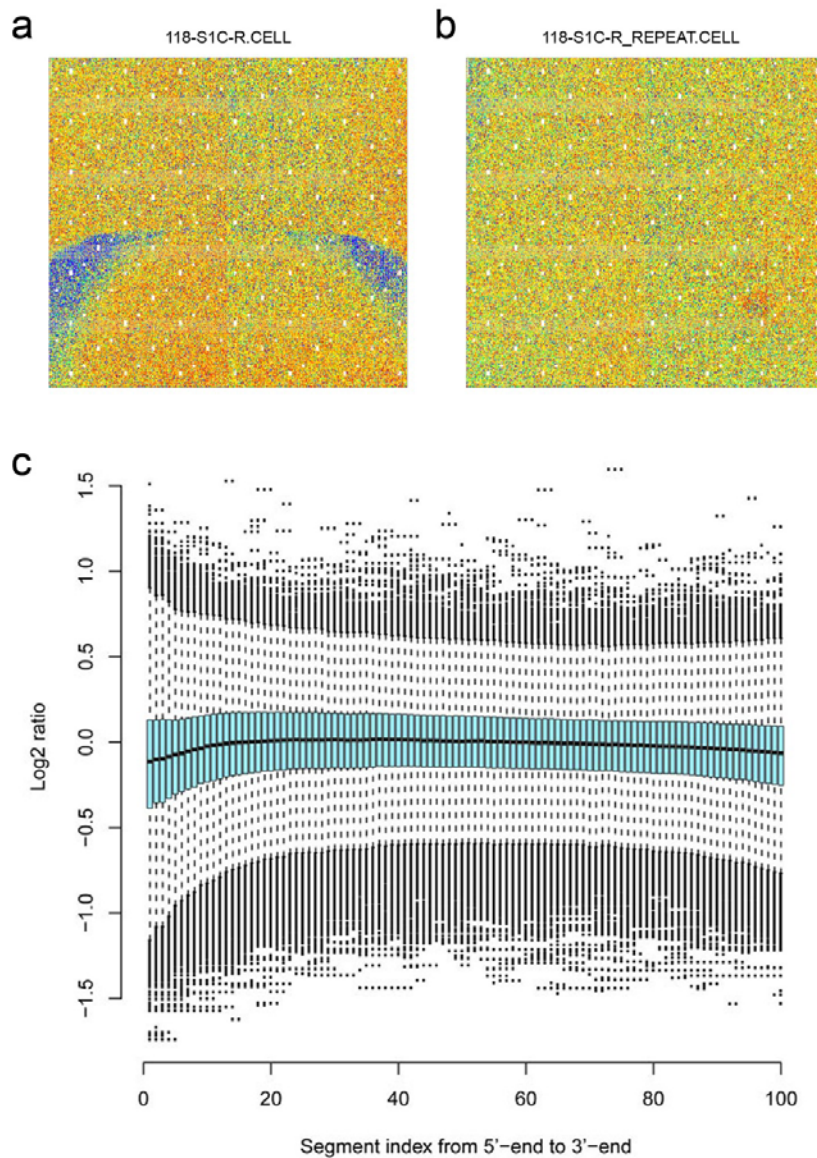 a
118-S1C-R.CELL
b
118-S1C-R_REPEAT.CELL
c
1.5
1.0
0.5
0.0
−0.5
−1.0
−1.5
Log2 ratio
0 20 40 60 80 100
Segment index from 5’−end to 3’−end